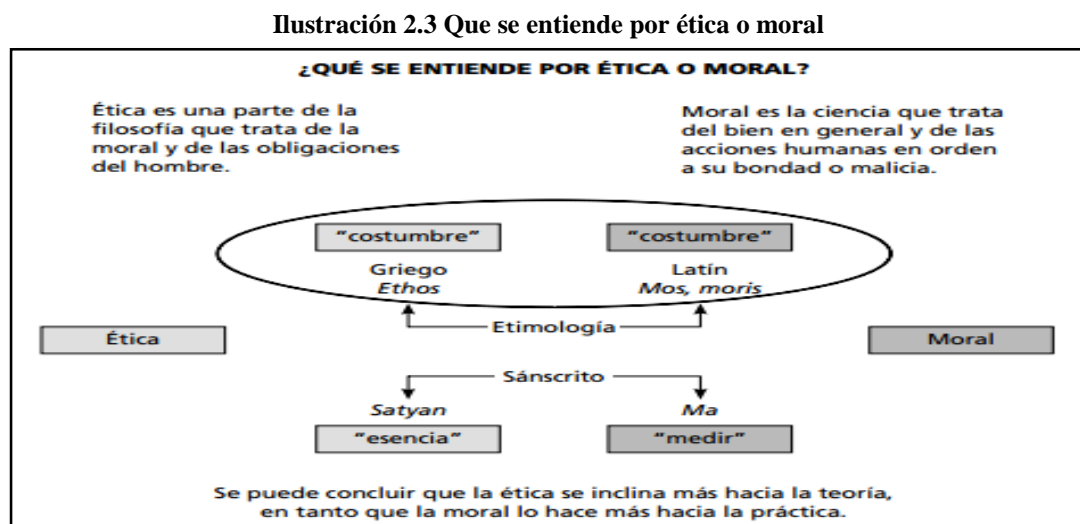 Ilustración 2.3 Que se entiende por ética o moral
¿QUÉ SE ENTIENDE POR ÉTICA O MORAL?
Ética es una parte de la
filosofía que trata de la
moral y de las obligaciones
del hombre.
Moral es la ciencia que trata
del bien en general y de las
acciones humanas en orden
a su bondad o malicia.
"costumbre"
Griego
Ethos
"costumbre"
Latín
Mos, moris
Etimología
Ética
Moral
Sánscrito
Satyan
"esencia"
Ma
"medir"
Se puede concluir que la ética se inclina más hacia la teoría,
en tanto que la moral lo hace más hacia la práctica.